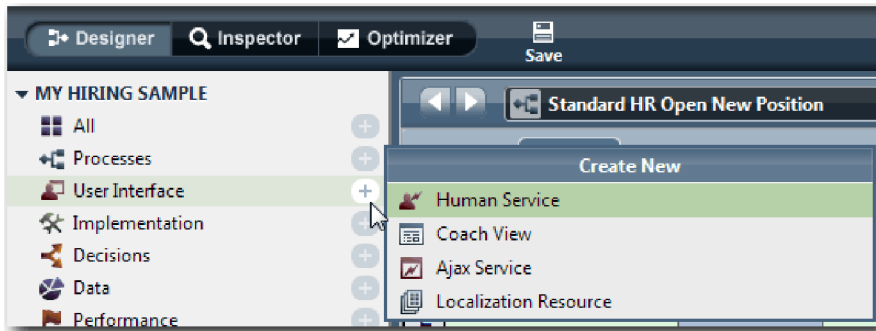 Designer Inspector Optimizer Save
MY HIRING SAMPLE
Standard HR Open New Position
All
Processes
User Interface
Implementation
Decisions
Data
Performance
Create New
Human Service
Coach View
Ajax Service
Localization Resource